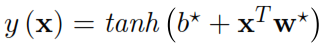 y(𝐱) = tanh(b⋆ + 𝐱ᵀ𝐰⋆)